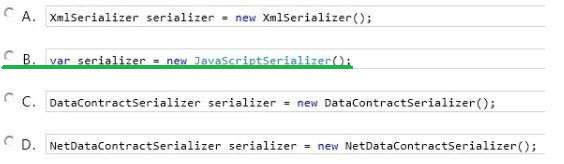 A. XmlSerializer serializer = new XmlSerializer();
B. var serializer = new JavaScriptSerializer();
C. DataContractSerializer serializer = new DataContractSerializer();
D. NetDataContractSerializer serializer = new NetDataContractSerializer();